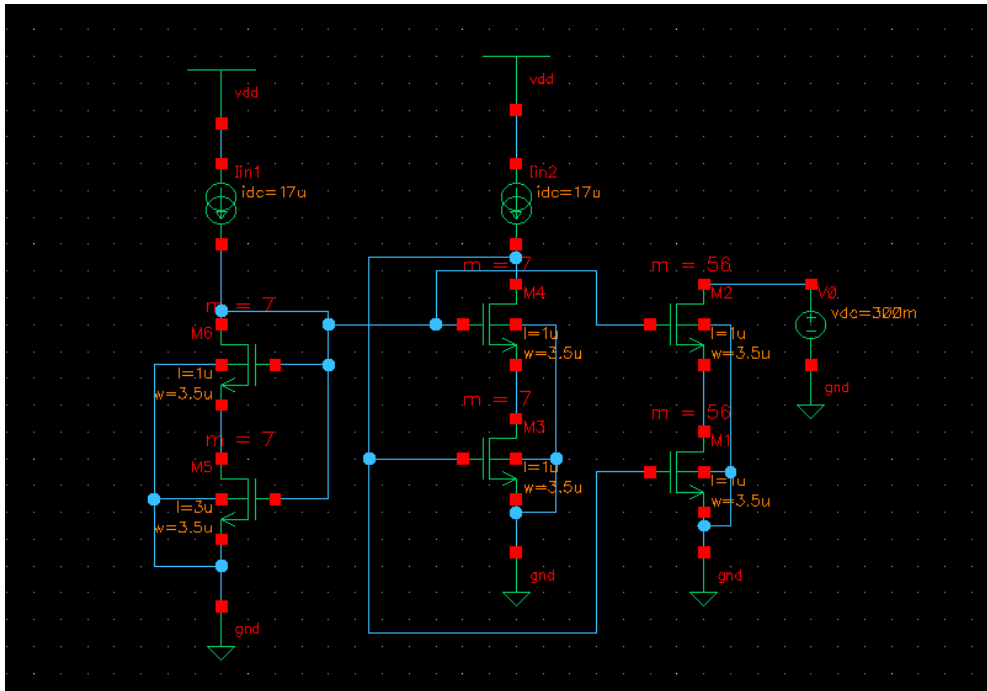 vdd
vdd
Iin1
idc=17u
Iin2
idc=17u
m = 7
M6
l=1u
w=3.5u
m = 7
M5
l=3u
w=3.5u
gnd
m = 7
M4
l=1u
w=3.5u
m = 7
M3
l=1u
w=3.5u
gnd
m = 56
M2
l=1u
w=3.5u
m = 56
M1
l=1u
w=3.5u
gnd
V0
vdc=300m
gnd